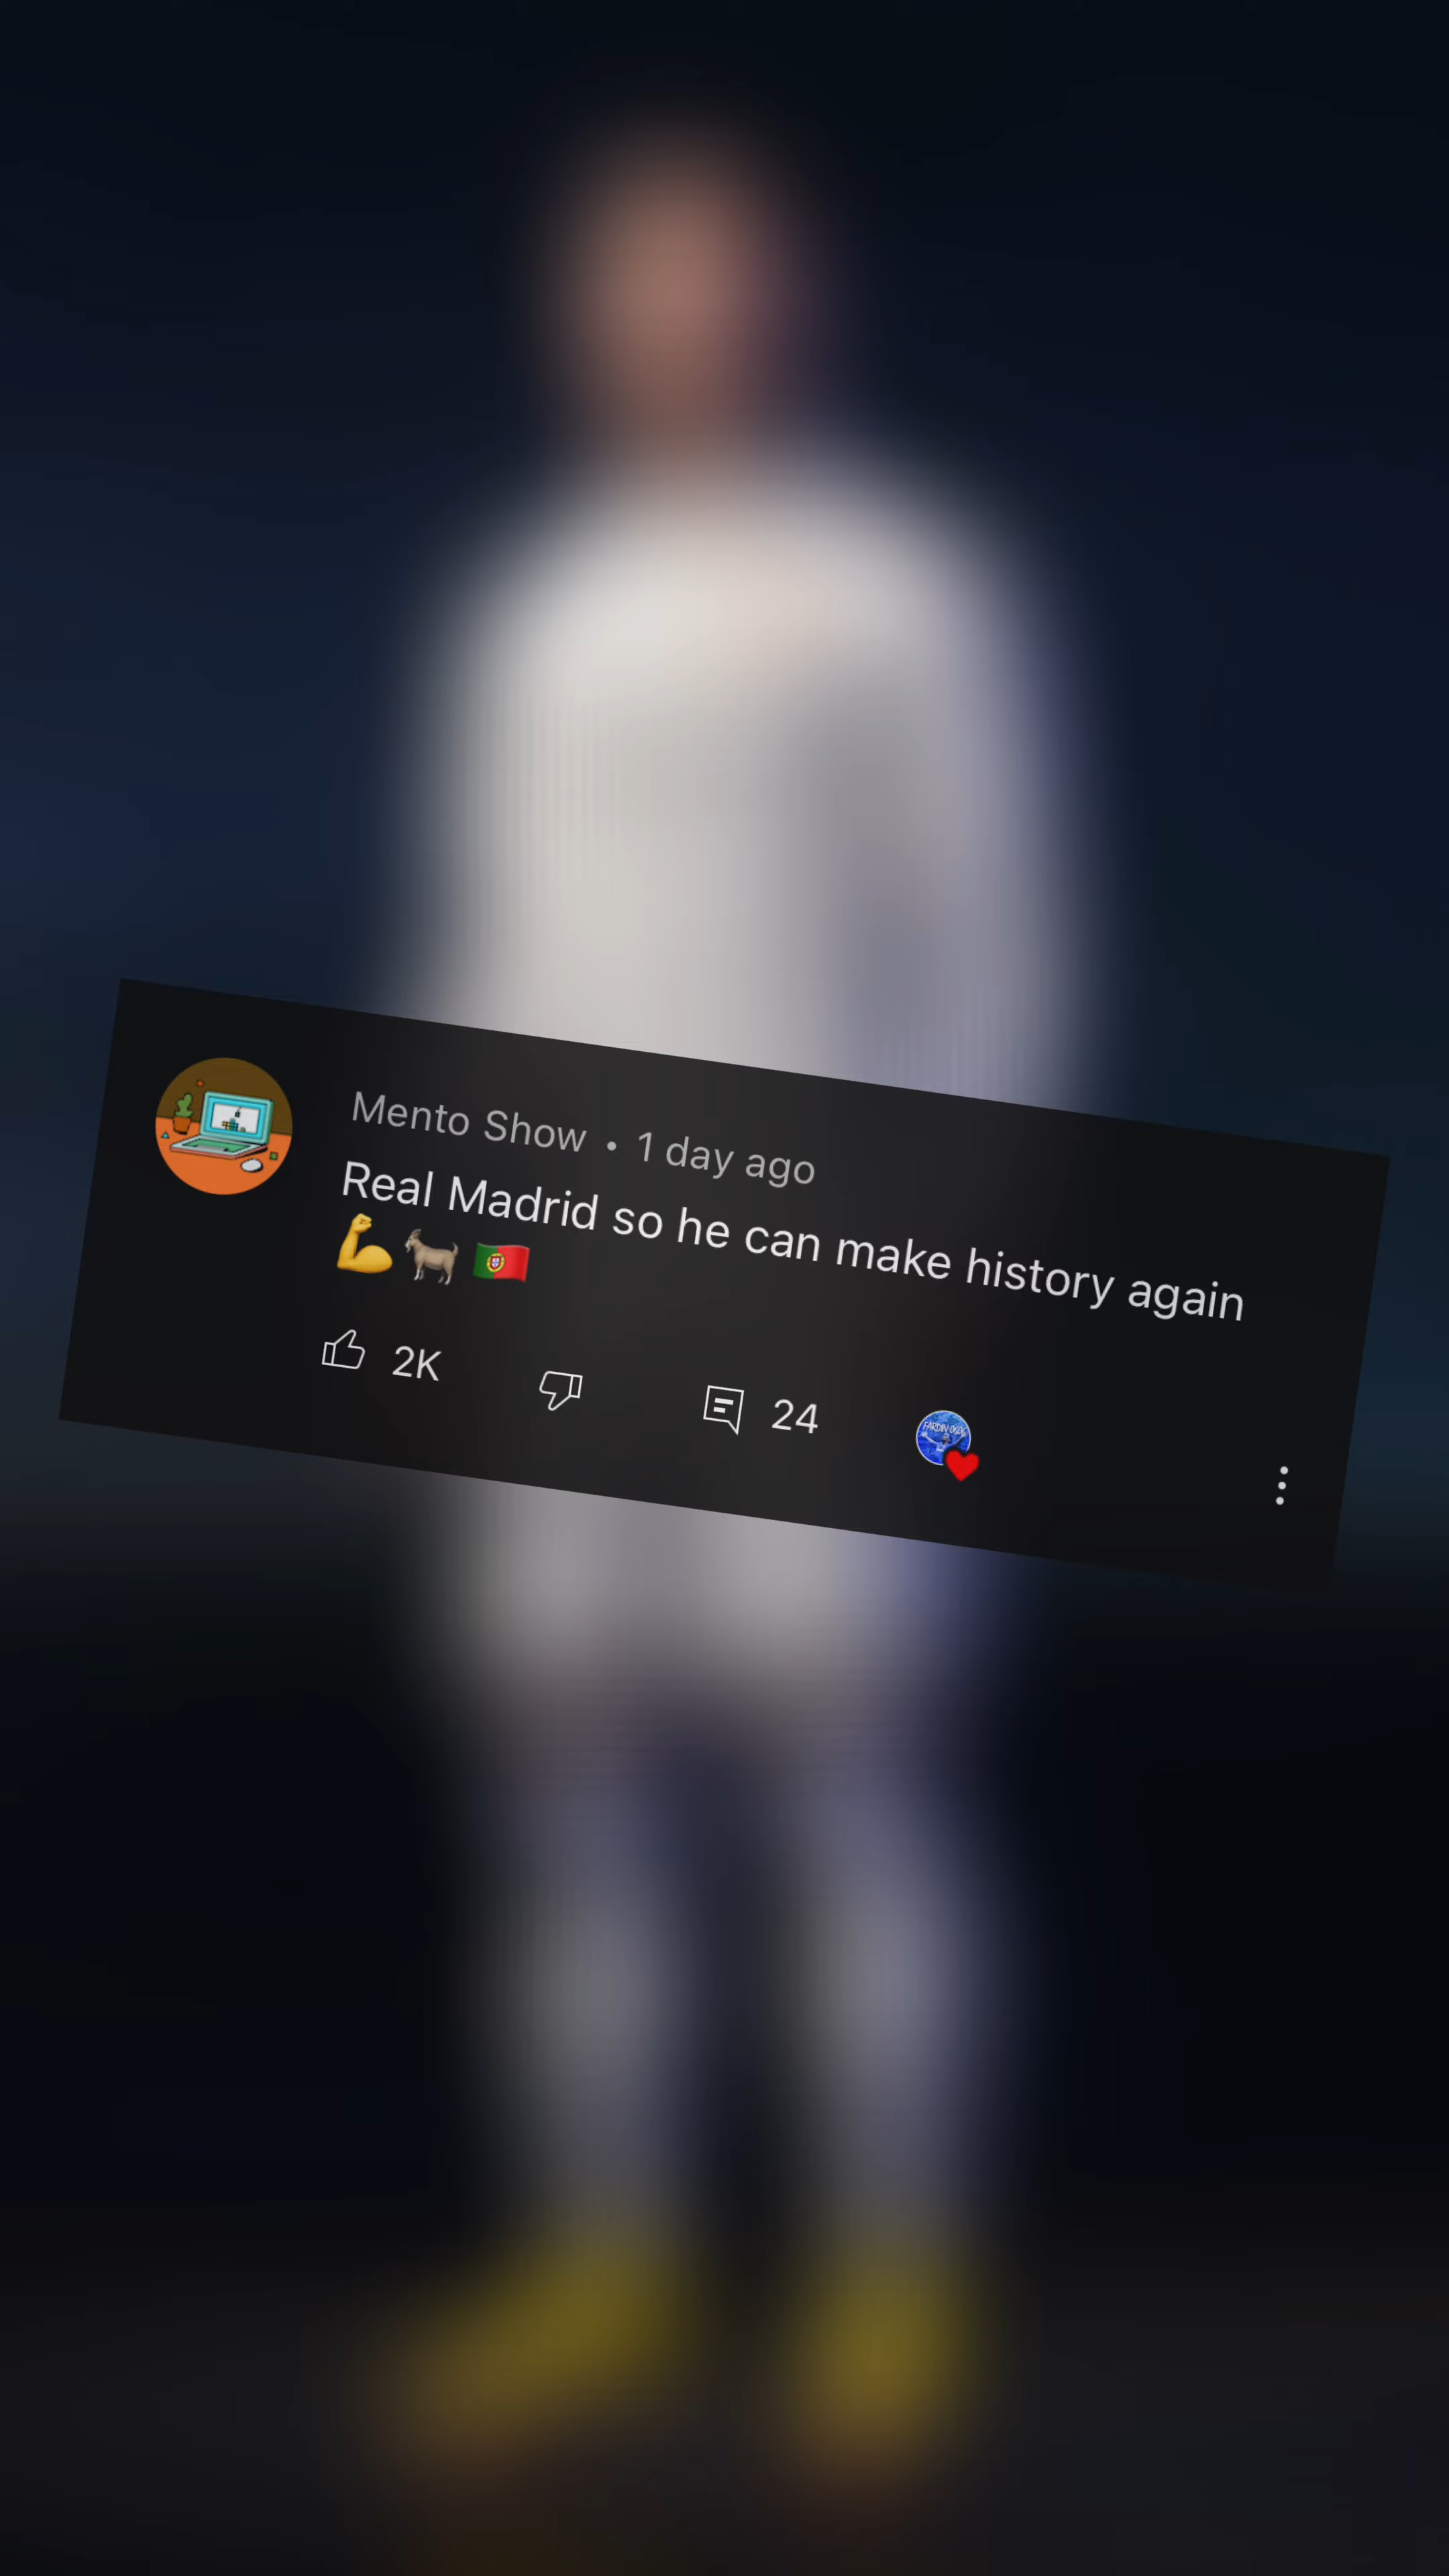 Mento Show • 1 day ago
Real Madrid so he can make history again
💪🐐🇵🇹
2K
24